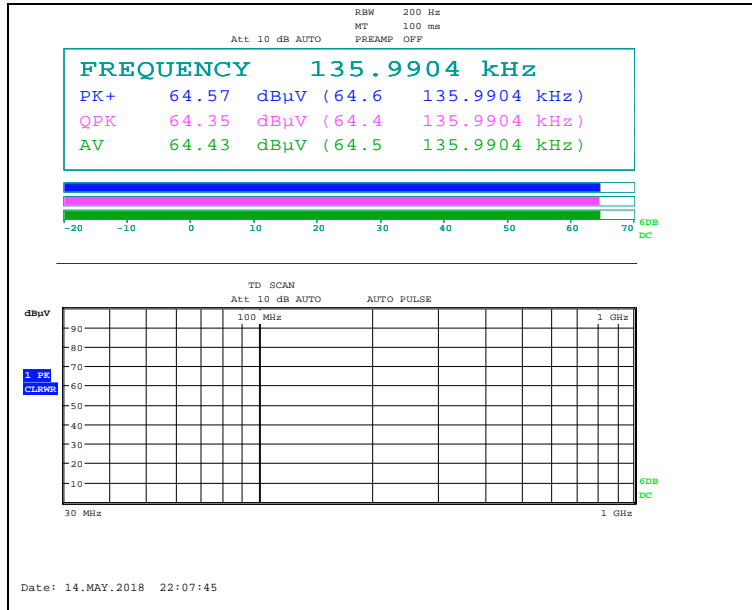 RBW 200 Hz
MT 100 ms
Att 10 dB AUTO PREAMP OFF
FREQUENCY 135.9904 kHz
PK+ 64.57 dBµV (64.6 135.9904 kHz)
QPK 64.35 dBµV (64.4 135.9904 kHz)
AV 64.43 dBµV (64.5 135.9904 kHz)
-20 -10 0 10 20 30 40 50 60 70
6DB
DC
TD SCAN
Att 10 dB AUTO AUTO PULSE
dBµV
100 MHz 1 GHz
90
80
70
1 PK
60
CLRWR
50
40
30
20
10
6DB
DC
30 MHz 1 GHz
Date: 14.MAY.2018 22:07:45